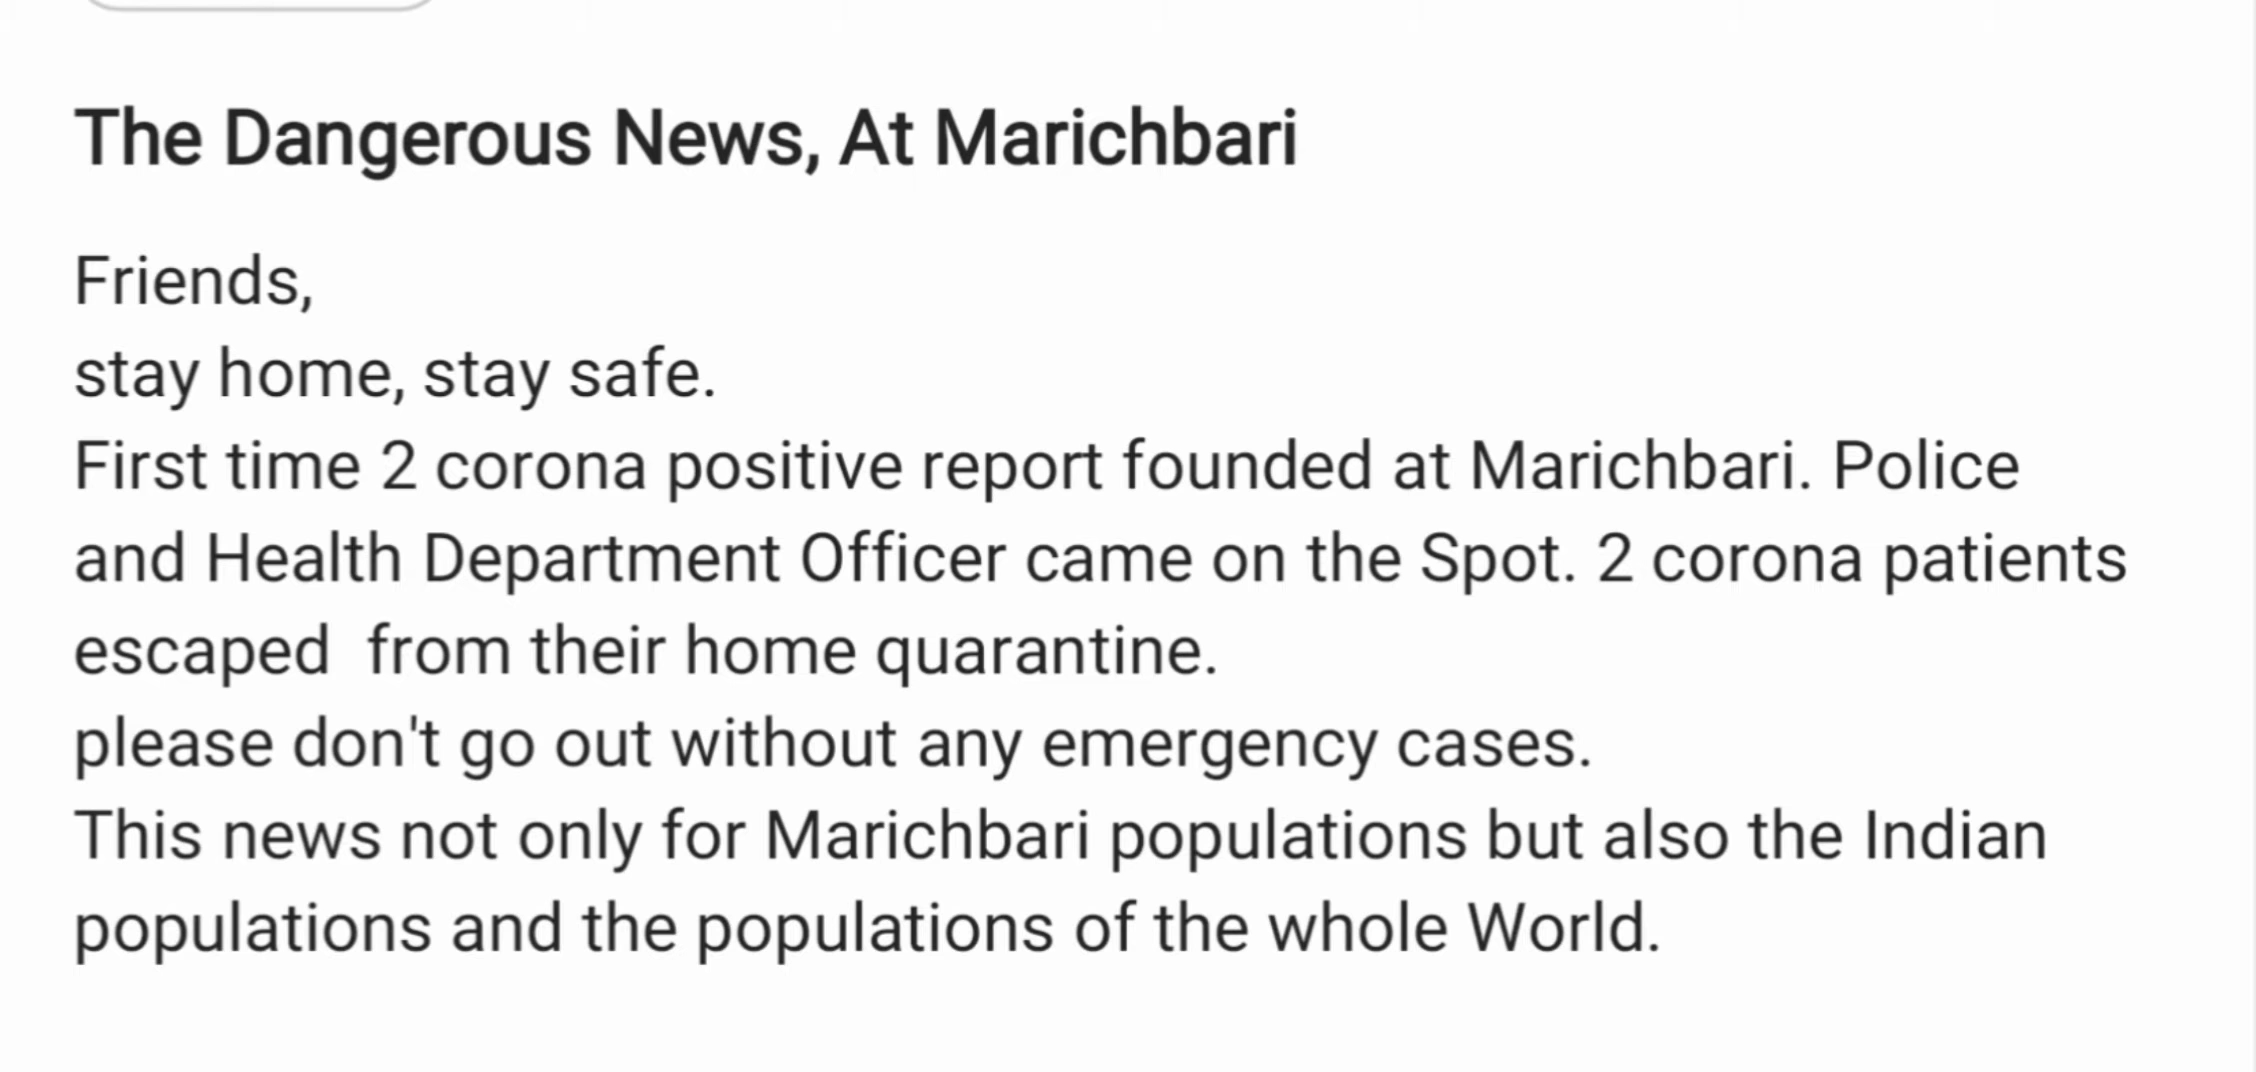 The Dangerous News, At Marichbari
Friends,
stay home, stay safe.
First time 2 corona positive report founded at Marichbari. Police
and Health Department Officer came on the Spot. 2 corona patients
escaped  from their home quarantine.
please don't go out without any emergency cases.
This news not only for Marichbari populations but also the Indian
populations and the populations of the whole World.